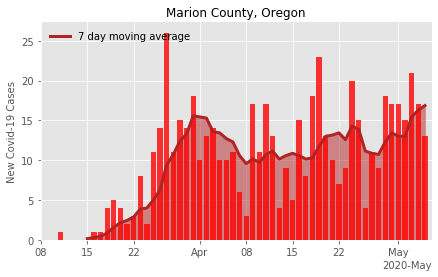 Marion County, Oregon
7 day moving average
New Covid-19 Cases
25
20
15
10
5
0
08 15 22 Apr 08 15 22 May
2020-May